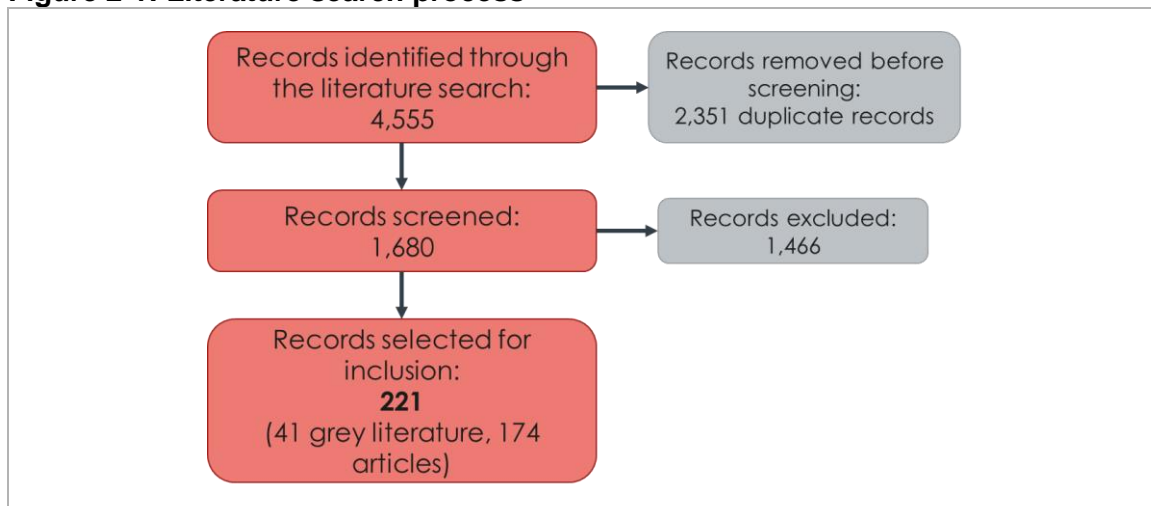 Figure 2-1. Literature search process
Records identified through
the literature search:
4,555
Records removed before
screening:
2,351 duplicate records
Records screened:
1,680
Records excluded:
1,466
Records selected for
inclusion:
221
(41 grey literature, 174
articles)